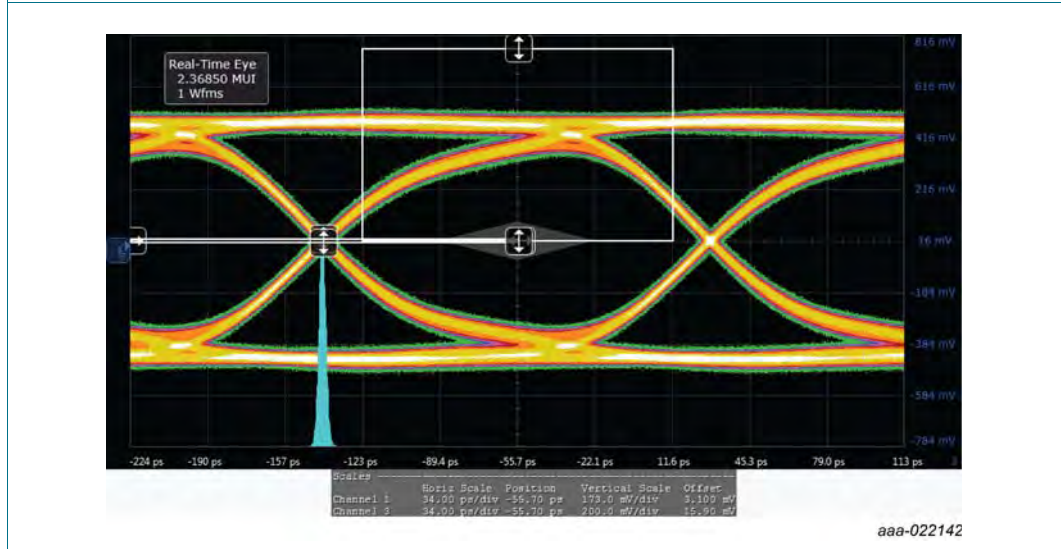 Real-Time Eye
2.36850 MUI
1 Wfms
816 mV
616 mV
416 mV
216 mV
16 mV
-184 mV
-384 mV
-584 mV
-784 mV
-224 ps -190 ps -157 ps -123 ps -89.4 ps -55.7 ps -22.1 ps 11.6 ps 45.3 ps 79.0 ps 113 ps 3
Scales
Horiz Scale Position Vertical Scale Offset
Channel 1 34.00 ps/div -55.70 ps 173.0 mV/div 3.100 mV
Channel 3 34.00 ps/div -55.70 ps 200.0 mV/div 15.90 mV
aaa-022142